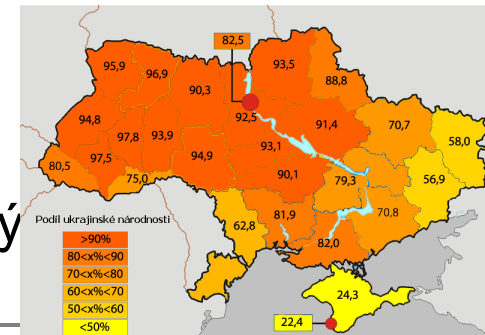 82,5
95,9 96,9 90,3 93,5 88,8
92,5
94,8 97,8 93,9 91,4 70,7 58,0
97,5 94,9 93,1
80,5 75,0 90,1 79,3 56,9
62,8 81,9 82,0 70,8
ý
Podíl ukrajinské národnosti
>90%
80<x%<90
70<x%<80
60<x%<70
50<x%<60
<50%
24,3
22,4